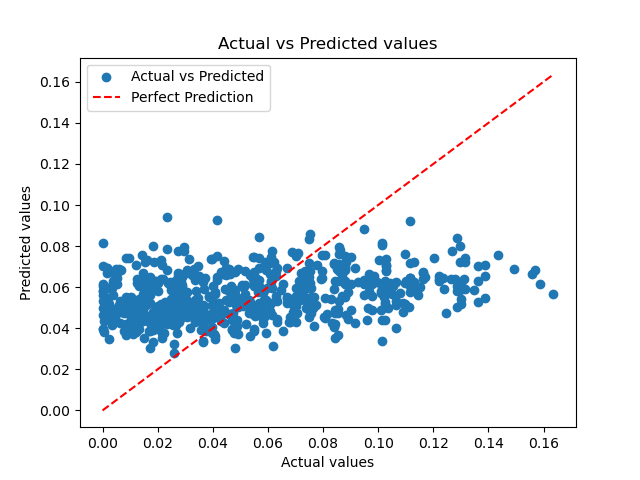 Actual vs Predicted values
Actual vs Predicted
Perfect Prediction
Predicted values
0.16
0.14
0.12
0.10
0.08
0.06
0.04
0.02
0.00
0.00 0.02 0.04 0.06 0.08 0.10 0.12 0.14 0.16
Actual values